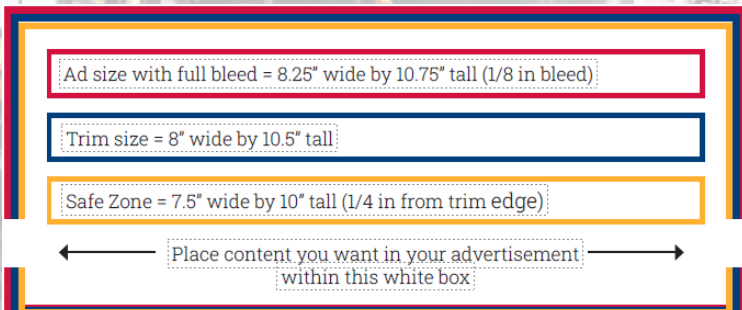 Ad size with full bleed = 8.25” wide by 10.75” tall (1/8 in bleed)
Trim size = 8” wide by 10.5” tall
Safe Zone = 7.5” wide by 10” tall (1/4 in from trim edge)
Place content you want in your advertisement
within this white box